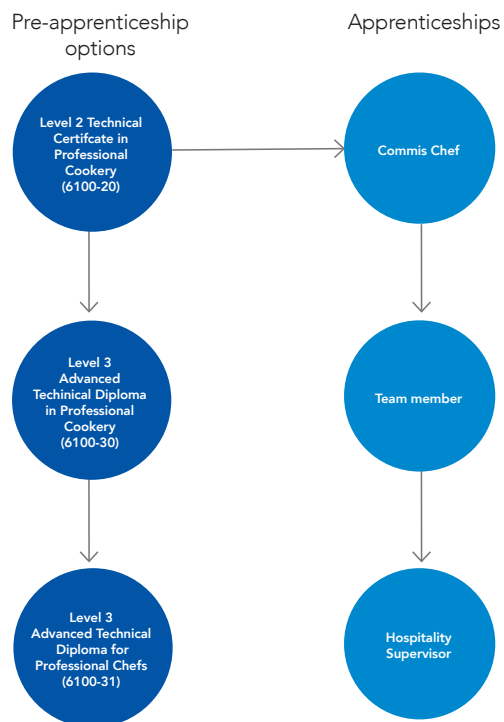 Pre-apprenticeship
options
Apprenticeships
Level 2 Technical
Certifcate in
Professional
Cookery
(6100-20)
Commis Chef
Level 3
Advanced
Techinical Diploma
in Professional
Cookery
(6100-30)
Team member
Level 3
Advanced Technical
Diploma for
Professional Chefs
(6100-31)
Hospitality
Supervisor